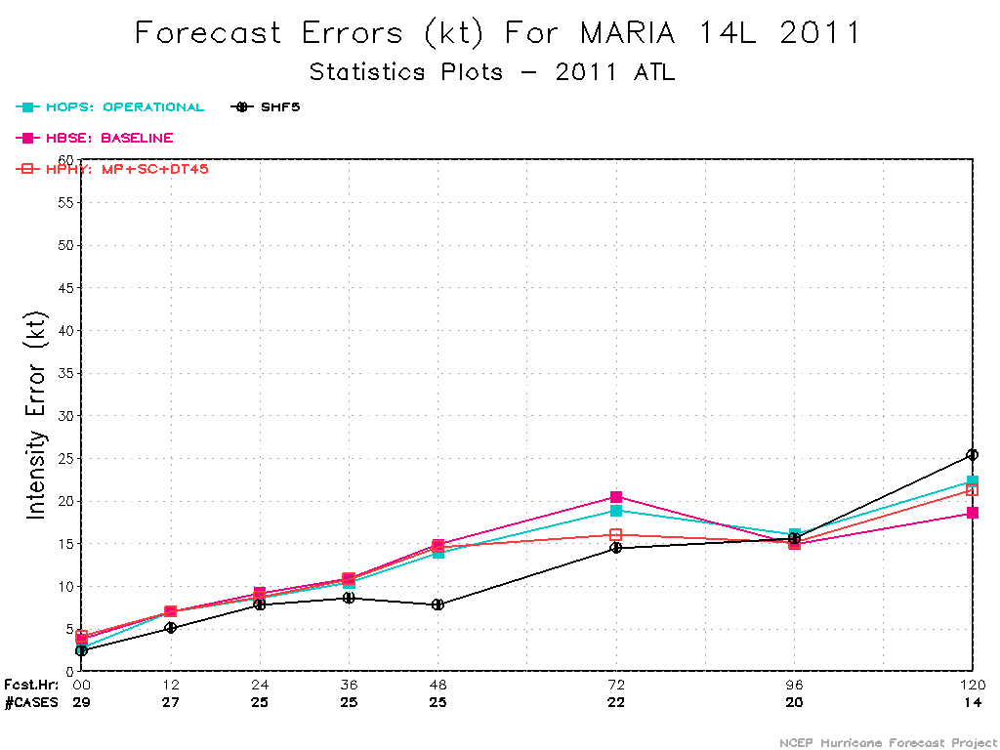 Forecast Errors (kt) For MARIA 14L 2011
Statistics Plots - 2011 ATL
HOPS: OPERATIONAL SHF5
HBSE: BASELINE
HPHY: MP+SC+DT45
60
55
50
45
40
35
30
25
20
15
10
5
0
Intensity Error (kt)
Fcst.Hr: 00 12 24 36 48 72 96 120
#CASES 29 27 25 25 25 22 20 14
NCEP Hurricane Forecast Project